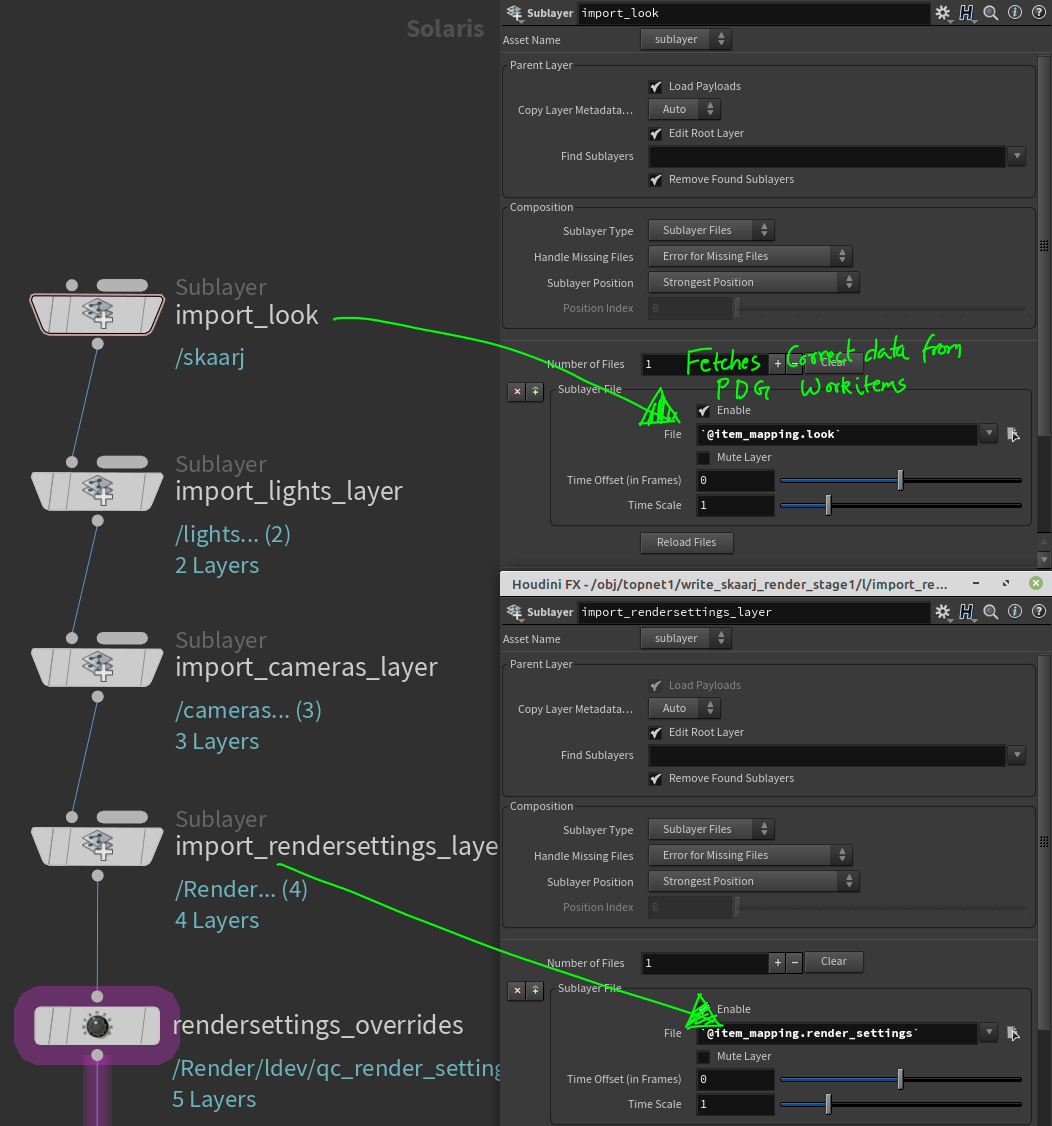 Solaris
Sublayer
import_look
/skaarj
Sublayer
import_lights_layer
/lights... (2)
2 Layers
Sublayer
import_cameras_layer
/cameras... (3)
3 Layers
Sublayer
import_rendersettings_laye
/Render... (4)
4 Layers
rendersettings_overrides
/Render/ldev/qc_render_setting
5 Layers
Sublayer import_look
Asset Name sublayer
Parent Layer
Load Payloads
Copy Layer Metadata... Auto
Edit Root Layer
Find Sublayers
Remove Found Sublayers
Composition
Sublayer Type Sublayer Files
Handle Missing Files Error for Missing Files
Sublayer Position Strongest Position
Position Index 0
Number of Files 1 + − Clear
Fetches Correct data from
PDG Workitems
Sublayer File
Enable
File `@item_mapping.look`
Mute Layer
Time Offset (in Frames) 0
Time Scale 1
Reload Files
Houdini FX - /obj/topnet1/write_skaarj_render_stage1/l/import_re...
Sublayer import_rendersettings_layer
Asset Name sublayer
Parent Layer
Load Payloads
Copy Layer Metadata... Auto
Edit Root Layer
Find Sublayers
Remove Found Sublayers
Composition
Sublayer Type Sublayer Files
Handle Missing Files Error for Missing Files
Sublayer Position Strongest Position
Position Index 0
Number of Files 1 + − Clear
Sublayer File
Enable
File `@item_mapping.render_settings`
Mute Layer
Time Offset (in Frames) 0
Time Scale 1